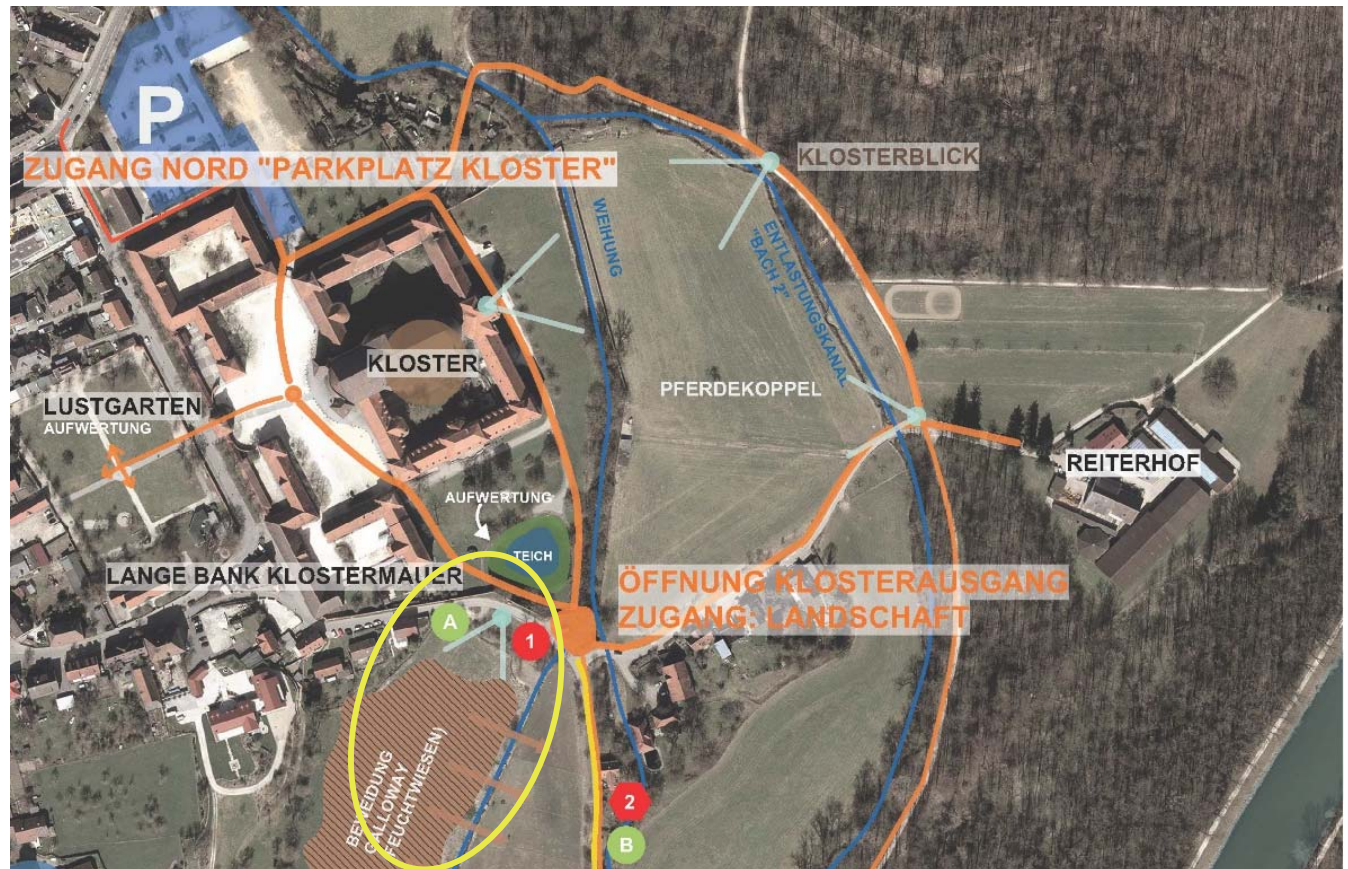 P
ZUGANG NORD "PARKPLATZ KLOSTER"
KLOSTERBLICK
WEIHUNG
ENTLASTUNGSKANAL
"BACH 2"
KLOSTER
PFERDEKOPPEL
LUSTGARTEN
AUFWERTUNG
REITERHOF
AUFWERTUNG
TEICH
LANGE BANK KLOSTERMAUER
ÖFFNUNG KLOSTERAUSGANG
ZUGANG: LANDSCHAFT
A
1
BEWEIDUNG
GALLOWAY
FEUCHTWIESEN)
2
B